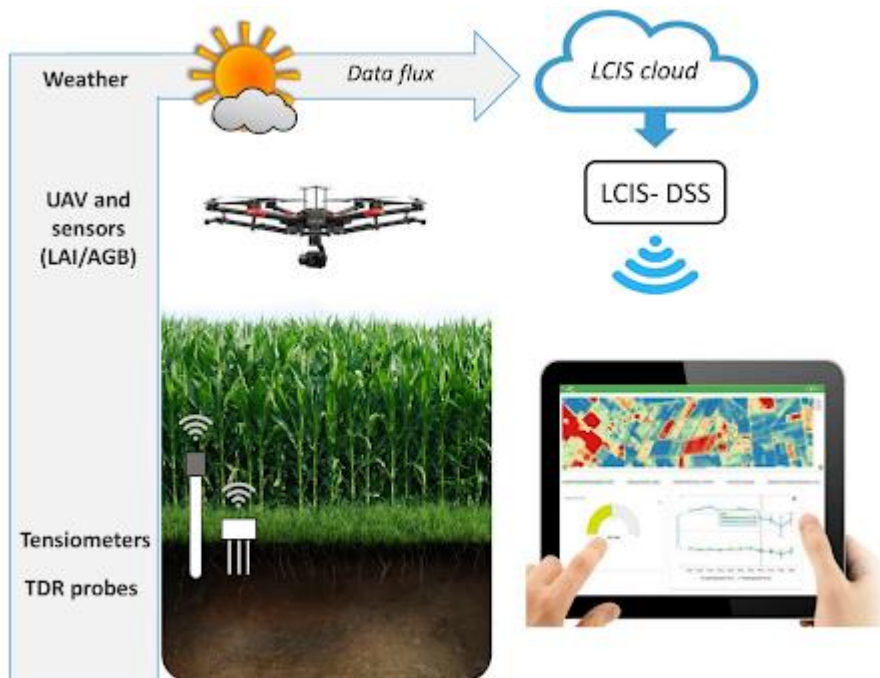 Weather
Data flux
LCIS cloud
UAV and
sensors
(LAI/AGB)
LCIS- DSS
Tensiometers
TDR probes